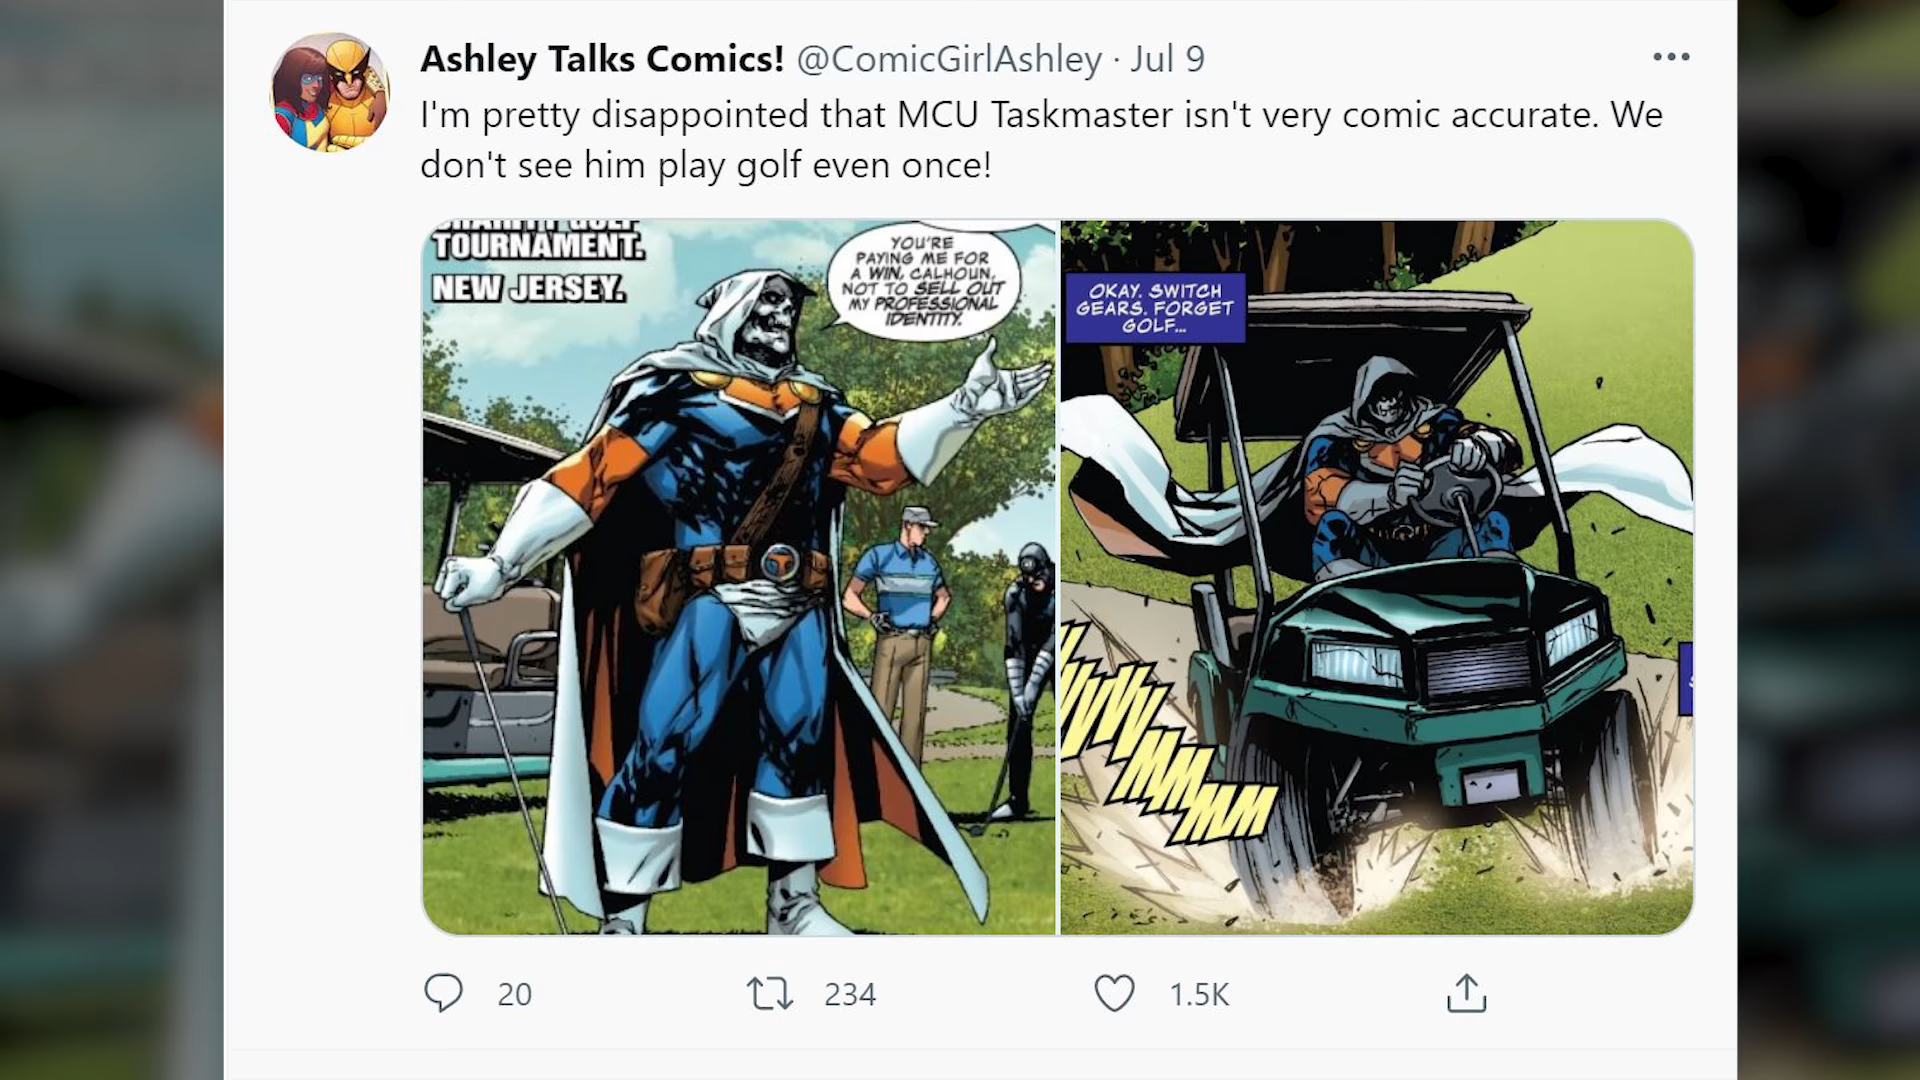 Ashley Talks Comics! @ComicGirlAshley · Jul 9
I'm pretty disappointed that MCU Taskmaster isn't very comic accurate. We
don't see him play golf even once!
TOURNAMENT.
NEW JERSEY.
YOU'RE
PAYING ME FOR
A WIN, CALHOUN,
NOT TO SELL OUT
MY PROFESSIONAL
IDENTITY.
OKAY. SWITCH
GEARS. FORGET
GOLF...
20
234
1.5K